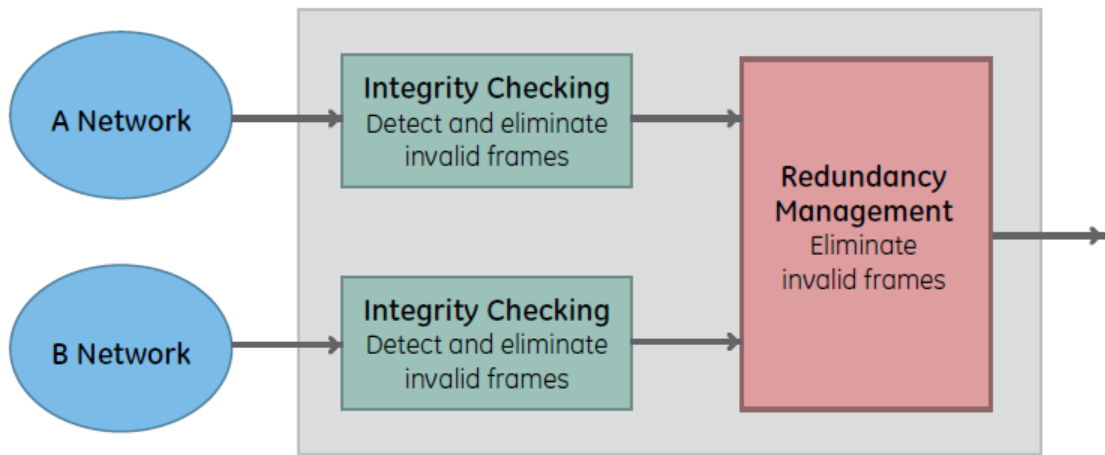 A Network
Integrity Checking
Detect and eliminate
invalid frames
B Network
Integrity Checking
Detect and eliminate
invalid frames
Redundancy
Management
Eliminate
invalid frames